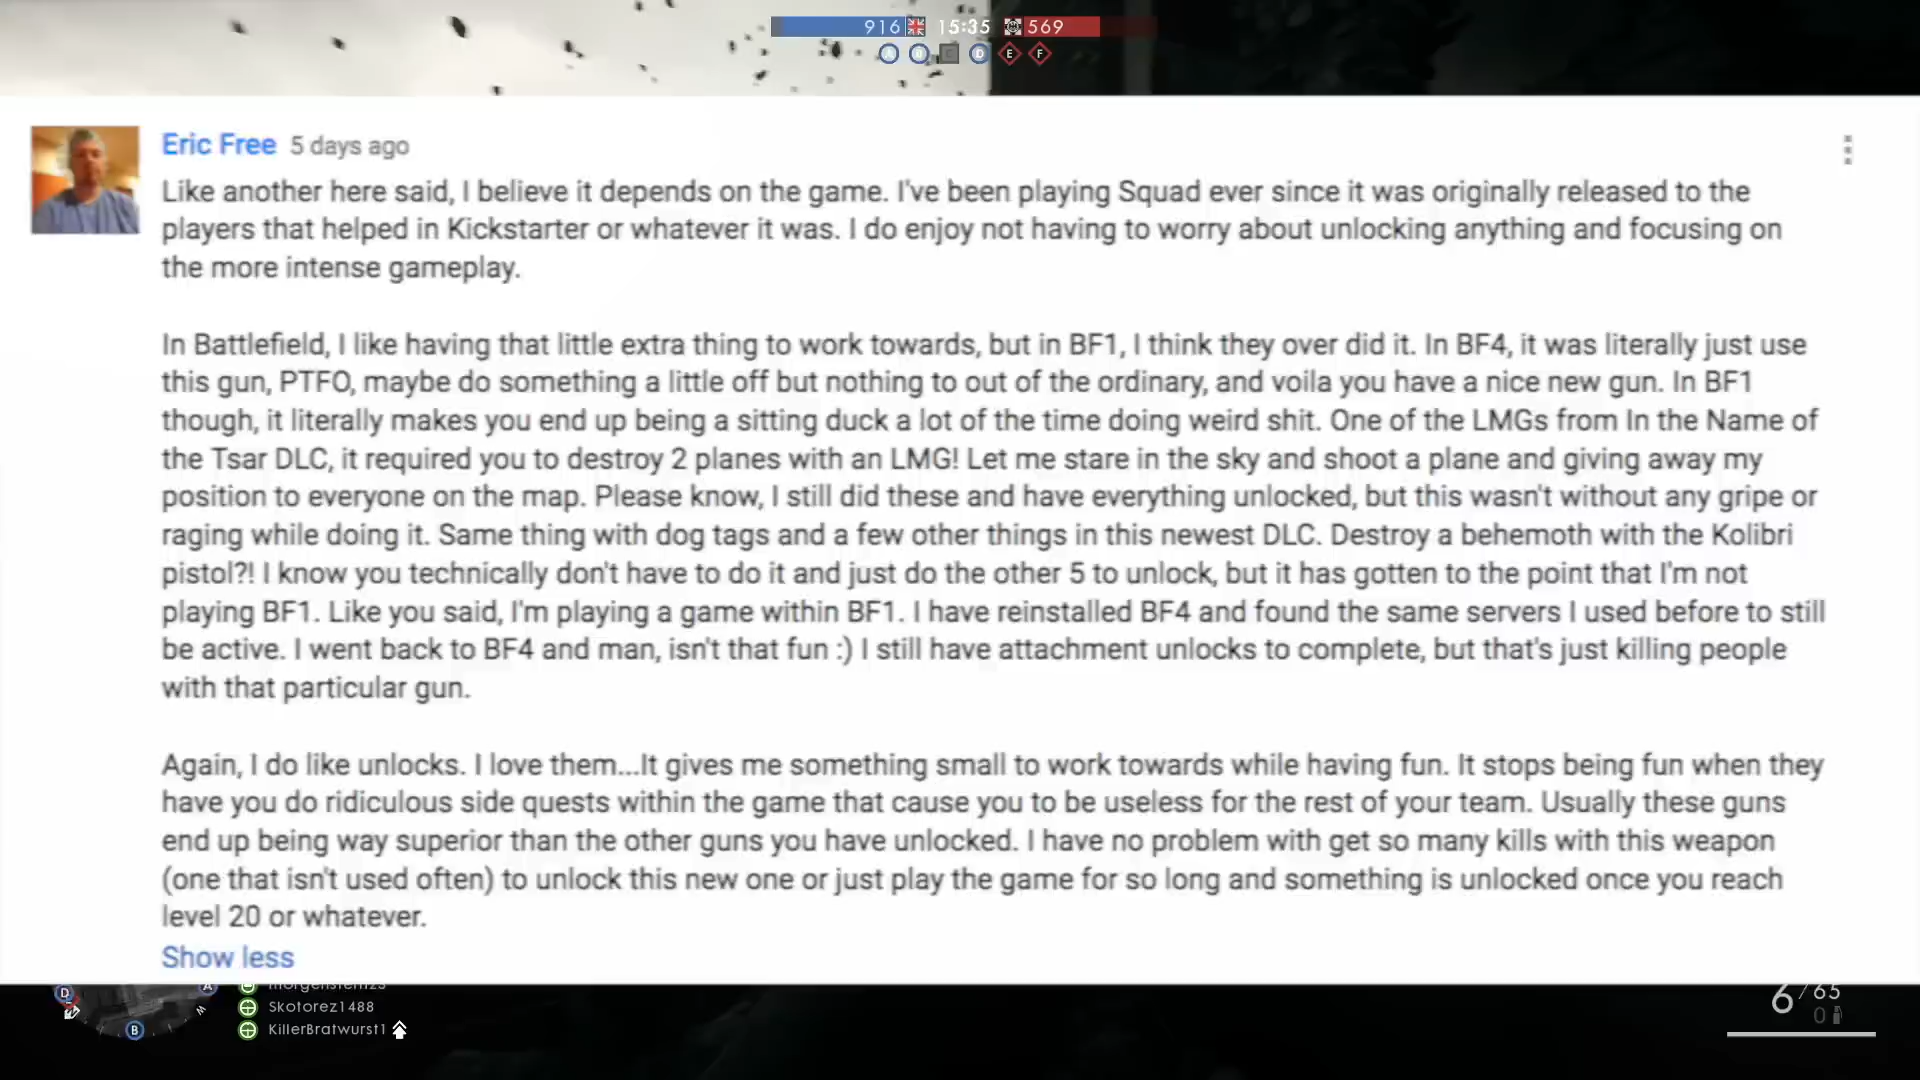 916 15:35 569
A B C D E F
Eric Free 5 days ago
Like another here said, I believe it depends on the game. I've been playing Squad ever since it was originally released to the
players that helped in Kickstarter or whatever it was. I do enjoy not having to worry about unlocking anything and focusing on
the more intense gameplay.
In Battlefield, I like having that little extra thing to work towards, but in BF1, I think they over did it. In BF4, it was literally just use
this gun, PTFO, maybe do something a little off but nothing to out of the ordinary, and voila you have a nice new gun. In BF1
though, it literally makes you end up being a sitting duck a lot of the time doing weird shit. One of the LMGs from In the Name of
the Tsar DLC, it required you to destroy 2 planes with an LMG! Let me stare in the sky and shoot a plane and giving away my
position to everyone on the map. Please know, I still did these and have everything unlocked, but this wasn't without any gripe or
raging while doing it. Same thing with dog tags and a few other things in this newest DLC. Destroy a behemoth with the Kolibri
pistol?! I know you technically don't have to do it and just do the other 5 to unlock, but it has gotten to the point that I'm not
playing BF1. Like you said, I'm playing a game within BF1. I have reinstalled BF4 and found the same servers I used before to still
be active. I went back to BF4 and man, isn't that fun :) I still have attachment unlocks to complete, but that's just killing people
with that particular gun.
Again, I do like unlocks. I love them...It gives me something small to work towards while having fun. It stops being fun when they
have you do ridiculous side quests within the game that cause you to be useless for the rest of your team. Usually these guns
end up being way superior than the other guns you have unlocked. I have no problem with get so many kills with this weapon
(one that isn't used often) to unlock this new one or just play the game for so long and something is unlocked once you reach
level 20 or whatever.
Show less
D A
morgenstern23
Skotorez1488
W
B KillerBratwurst1
6/65
0